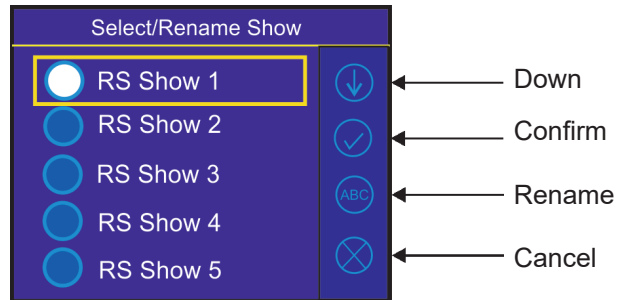 Select/Rename Show
RS Show 1
RS Show 2
RS Show 3
RS Show 4
RS Show 5
ABC
Down
Confirm
Rename
Cancel